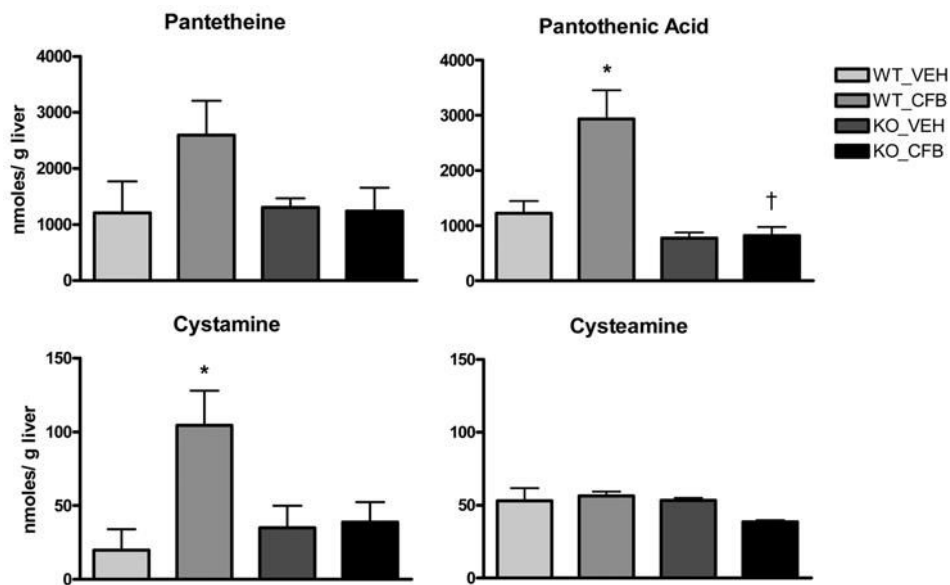 Pantetheine
nmoles/ g liver
4000
3000
2000
1000
0
Pantothenic Acid
4000
3000
2000
1000
0
*
†
WT_VEH
WT_CFB
KO_VEH
KO_CFB
Cystamine
nmoles/ g liver
150
100
50
0
*
Cysteamine
150
100
50
0